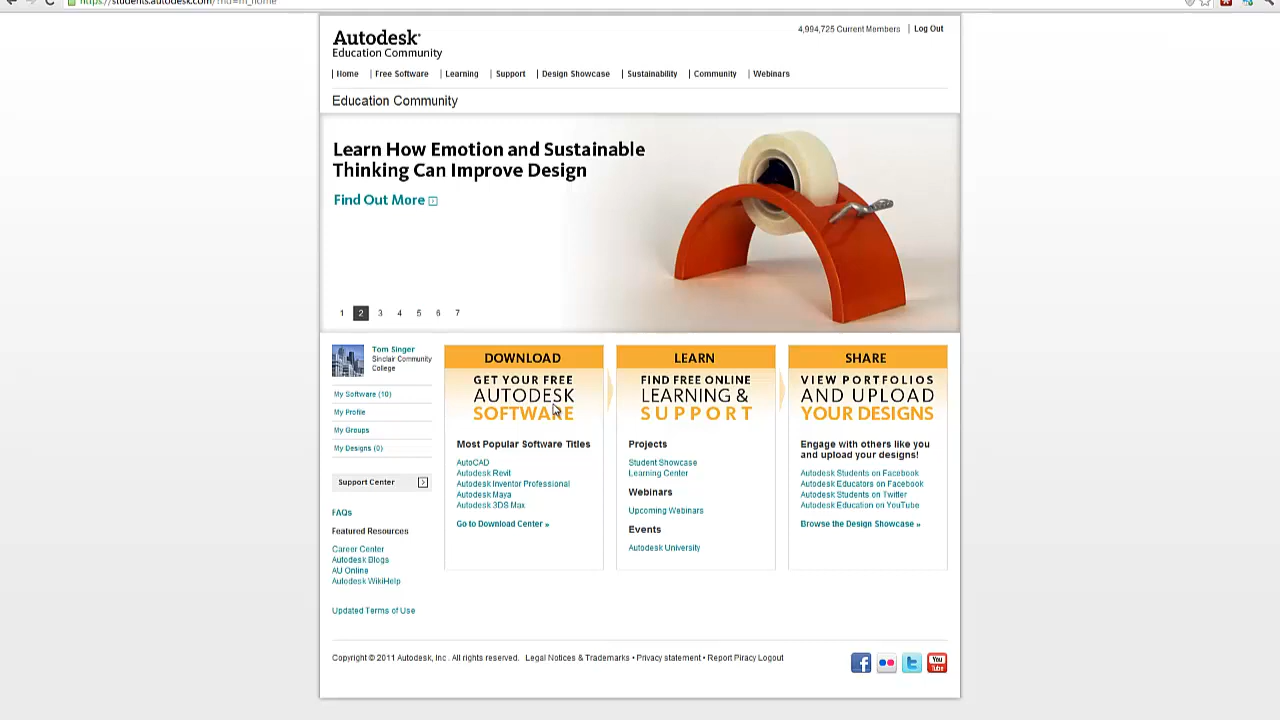 https://students.autodesk.com/?nd=m_home
4,994,725 Current Members | Log Out
Autodesk®
Education Community
| Home | Free Software | Learning | Support | Design Showcase | Sustainability | Community | Webinars
Education Community
Learn How Emotion and Sustainable
Thinking Can Improve Design
Find Out More
1 2 3 4 5 6 7
Tom Singer
Sinclair Community
College
My Software (10)
My Profile
My Groups
My Designs (0)
Support Center
FAQs
Featured Resources
Career Center
Autodesk Blogs
AU Online
Autodesk WikiHelp
Updated Terms of Use
DOWNLOAD
GET YOUR FREE
AUTODESK
SOFTWARE
Most Popular Software Titles
AutoCAD
Autodesk Revit
Autodesk Inventor Professional
Autodesk Maya
Autodesk 3DS Max
Go to Download Center »
LEARN
FIND FREE ONLINE
LEARNING &
SUPPORT
Projects
Student Showcase
Learning Center
Webinars
Upcoming Webinars
Events
Autodesk University
SHARE
VIEW PORTFOLIOS
AND UPLOAD
YOUR DESIGNS
Engage with others like you
and upload your designs!
Autodesk Students on Facebook
Autodesk Educators on Facebook
Autodesk Students on Twitter
Autodesk Education on YouTube
Browse the Design Showcase »
Copyright © 2011 Autodesk, Inc. All rights reserved. Legal Notices & Trademarks • Privacy statement • Report Piracy Logout
You
Tube